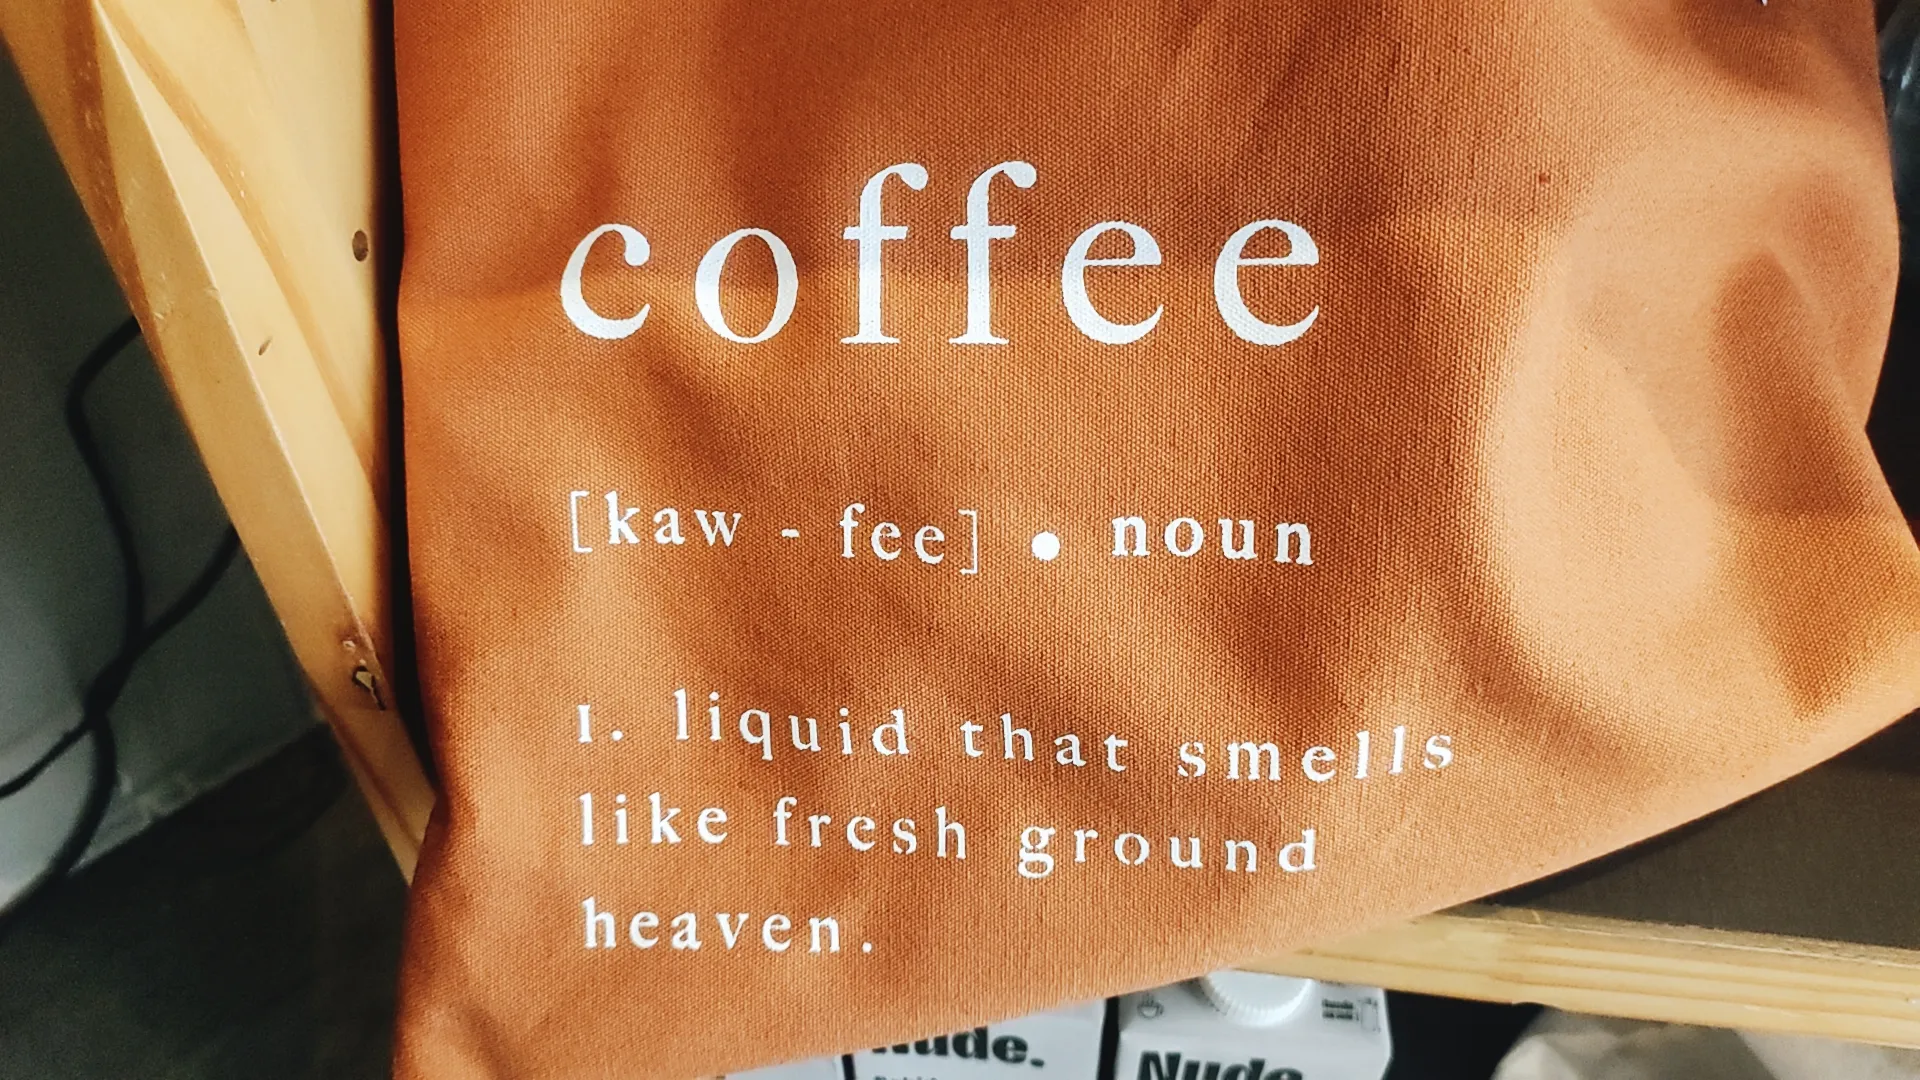 coffee
[kaw - fee] • noun
1. liquid that smells
like fresh ground
heaven.
Nude.
Nude